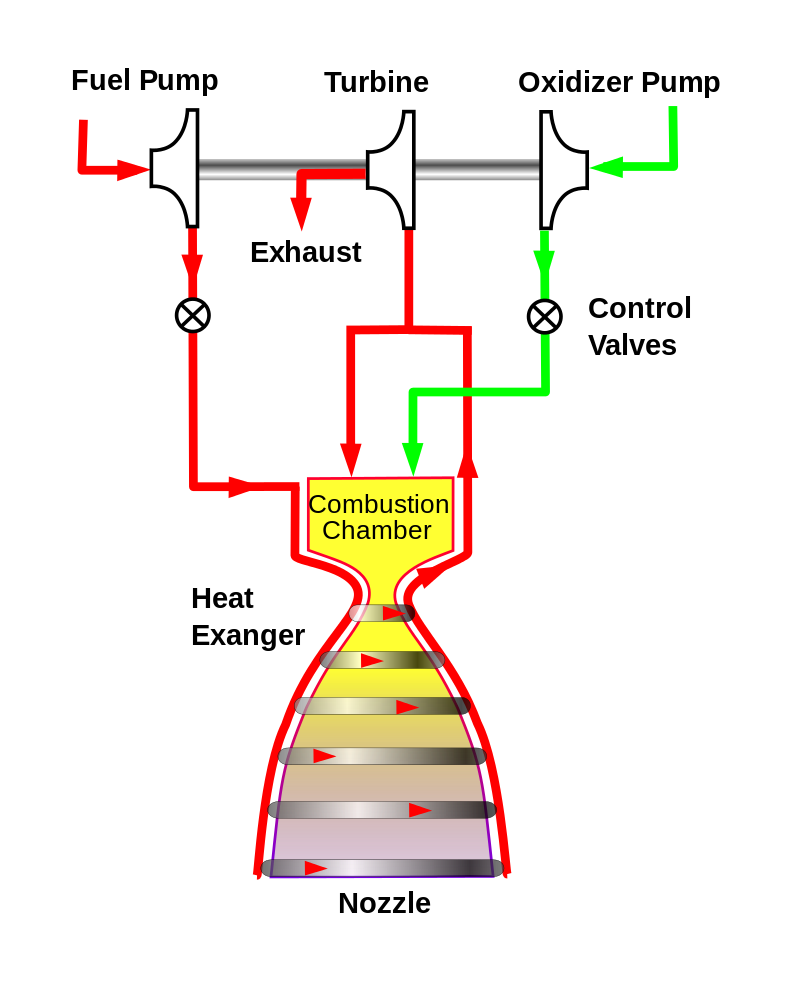 Fuel Pump
Turbine
Oxidizer Pump
Exhaust
Control
Valves
Combustion
Chamber
Heat
Exanger
Nozzle